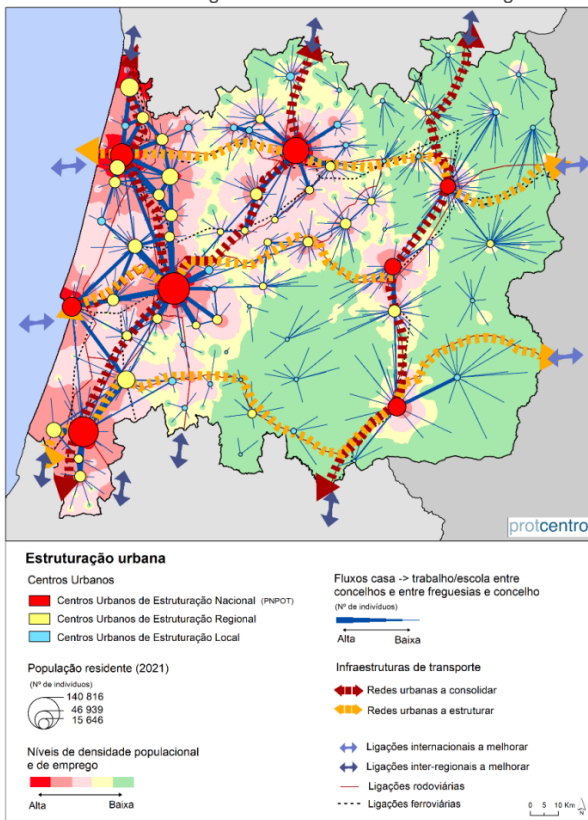 protcentro
Estruturação urbana
Centros Urbanos
Centros Urbanos de Estruturação Nacional (PNPOT)
Centros Urbanos de Estruturação Regional
Centros Urbanos de Estruturação Local
População residente (2021)
(Nº de indivíduos)
140 816
46 939
15 646
Níveis de densidade populacional
e de emprego
Alta
Baixa
Fluxos casa -> trabalho/escola entre
concelhos e entre freguesias e concelho
(Nº de indivíduos)
Alta
Baixa
Infraestruturas de transporte
Redes urbanas a consolidar
Redes urbanas a estruturar
Ligações internacionais a melhorar
Ligações inter-regionais a melhorar
Ligações rodoviárias
Ligações ferroviárias
0 5 10 Km